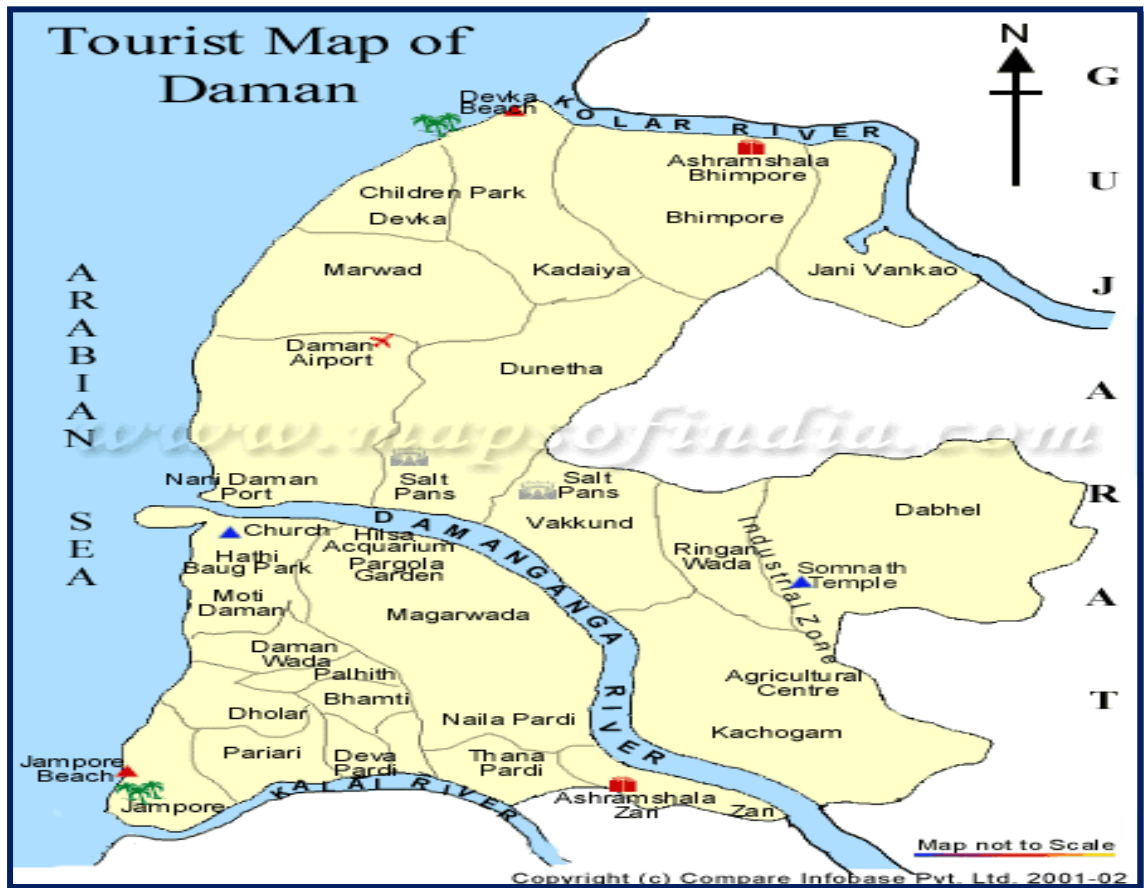 Tourist Map of
Daman
N
GUJARAT
Devka
Beach
KOLAR RIVER
Ashramshala
Bhimpore
Children Park
Devka
Bhimpore
Marwad
Kadaiya
Jani Vankao
ARABIAN SEA
Daman
Airport
Dunetha
www.mapsofindia.com
Nani Daman
Port
Salt
Pans
Salt
Pans
Vakkund
Dabhel
DAMANGANGA RIVER
Church
Hilsa
Acquarium
Hathi
Baug Park
Pargola
Garden
Ringan
Wada
Industrial Zone
Somnath
Temple
Moti
Daman
Magarwada
Daman
Wada
Palhith
Agricultural
Centre
Bhamti
Dholar
Naila Pardi
Kachogam
Pariari
Deva
Pardi
Thana
Pardi
Jampore
Beach
KALAI RIVER
Jampore
Ashramshala
Zari
Zari
Map not to Scale
Copyright (c) Compare Infobase Pvt. Ltd. 2001-02